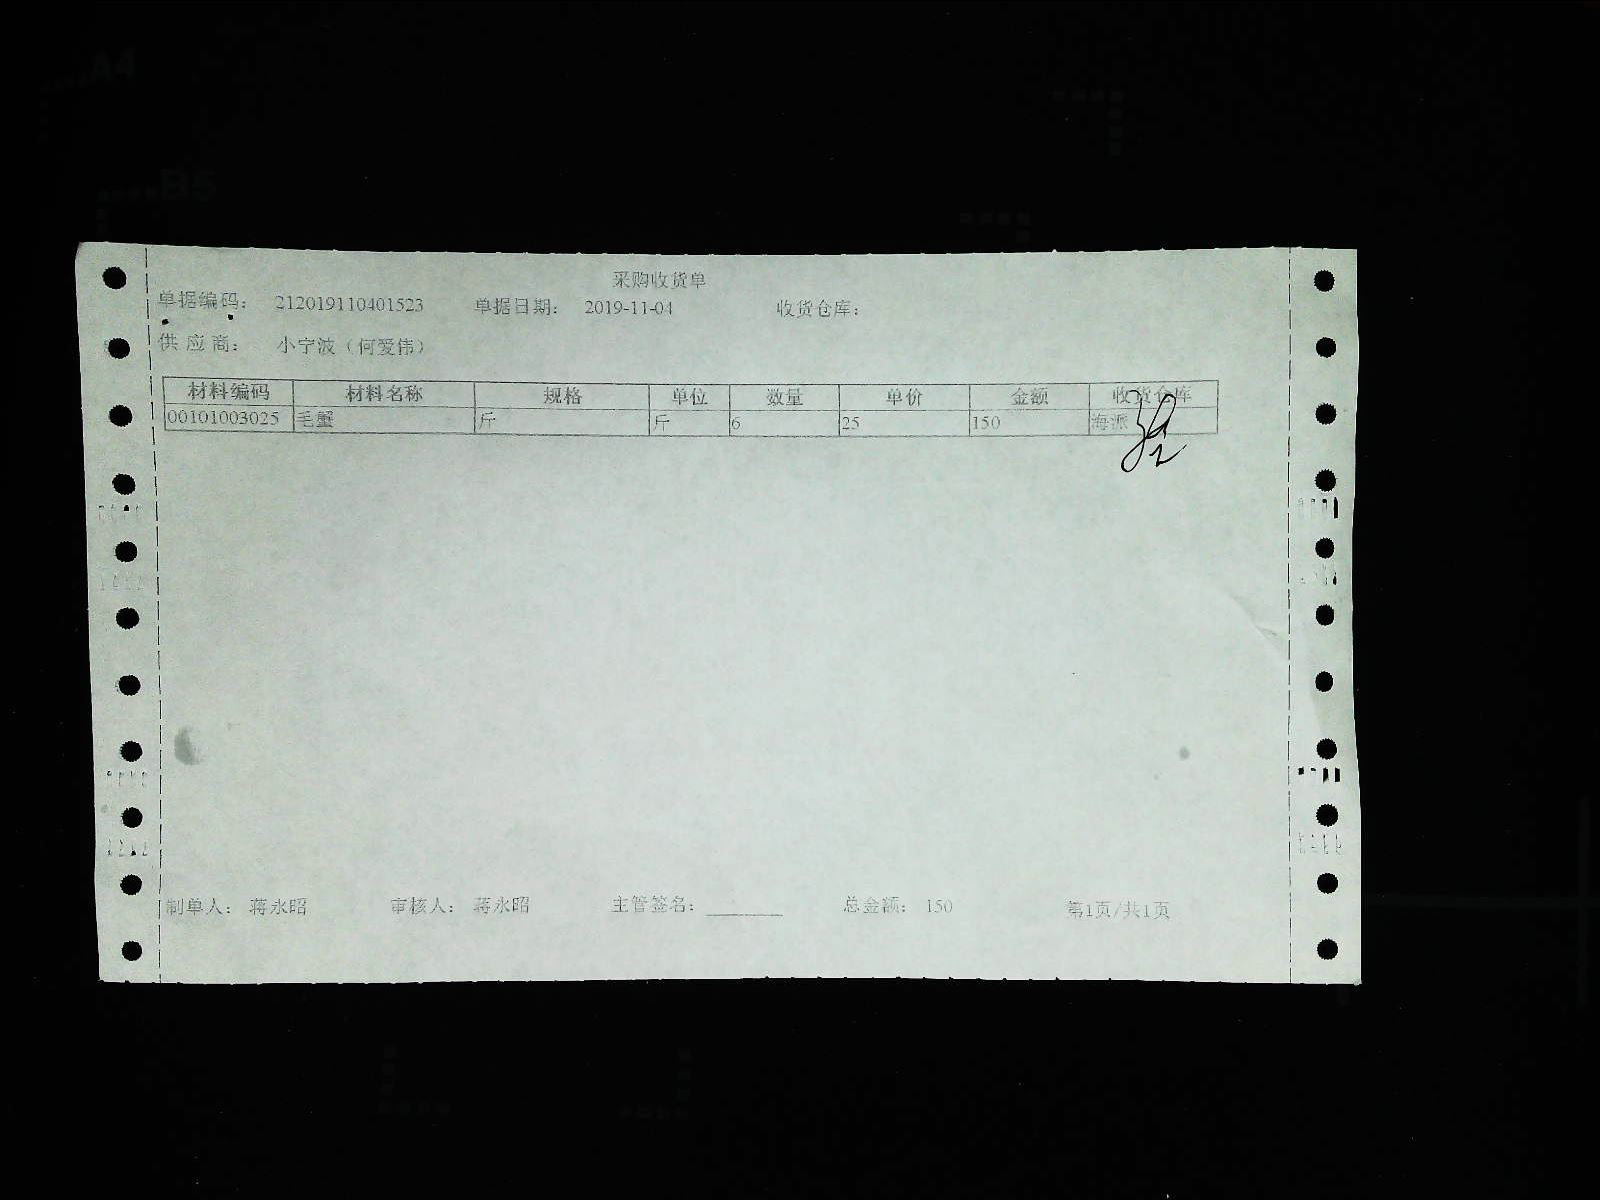 采购收货单
单据编码: 212019110401523 单据日期: 2019-11-04 收货仓库:
供应商: 小宁波（何爱伟）
材料编码 材料名称 规格 单位 数量 单价 金额 收货仓库
00101003025 毛蟹 斤 斤 6 25 150 海派
制单人: 蒋永昭 审核人: 蒋永昭 主管签名: 总金额: 150 第1页/共1页